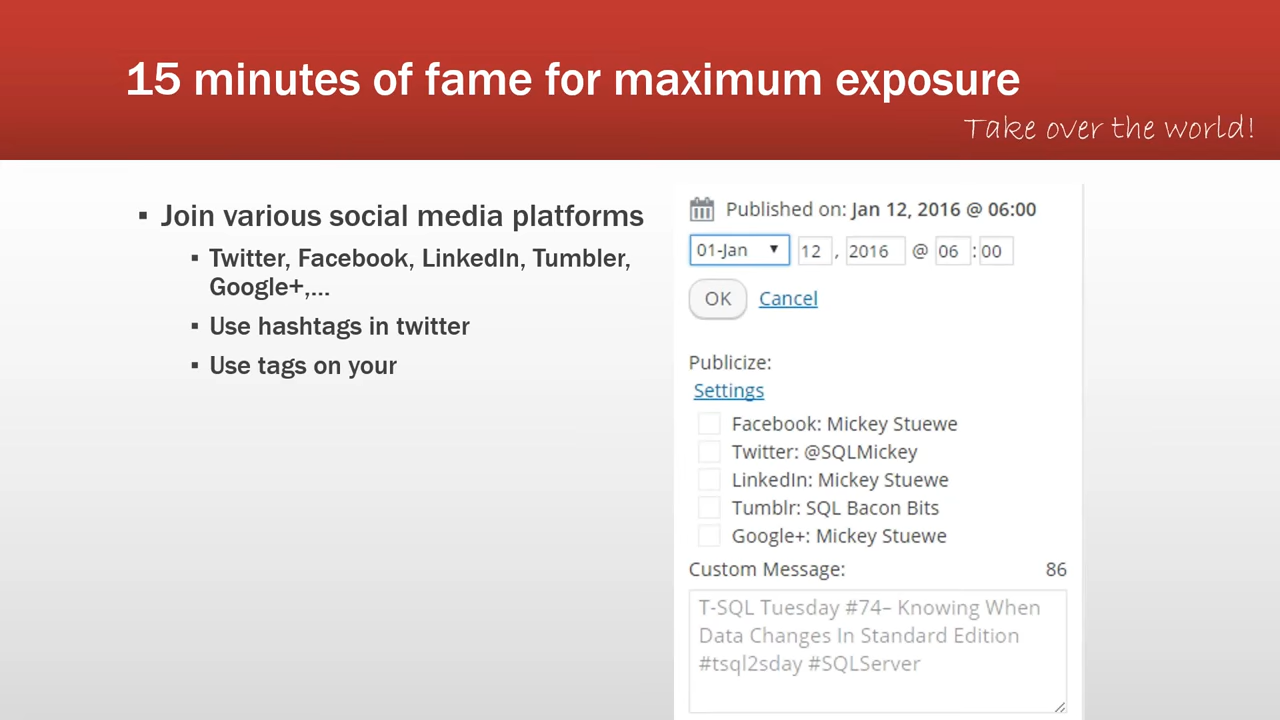 15 minutes of fame for maximum exposure
Take over the world!
▪ Join various social media platforms
▪ Twitter, Facebook, LinkedIn, Tumbler,
Google+,...
▪ Use hashtags in twitter
▪ Use tags on your
Published on: Jan 12, 2016 @ 06:00
01-Jan ▼ 12 , 2016 @ 06 : 00
OK Cancel
Publicize:
Settings
Facebook: Mickey Stuewe
Twitter: @SQLMickey
LinkedIn: Mickey Stuewe
Tumblr: SQL Bacon Bits
Google+: Mickey Stuewe
Custom Message: 86
T-SQL Tuesday #74– Knowing When
Data Changes In Standard Edition
#tsql2sday #SQLServer